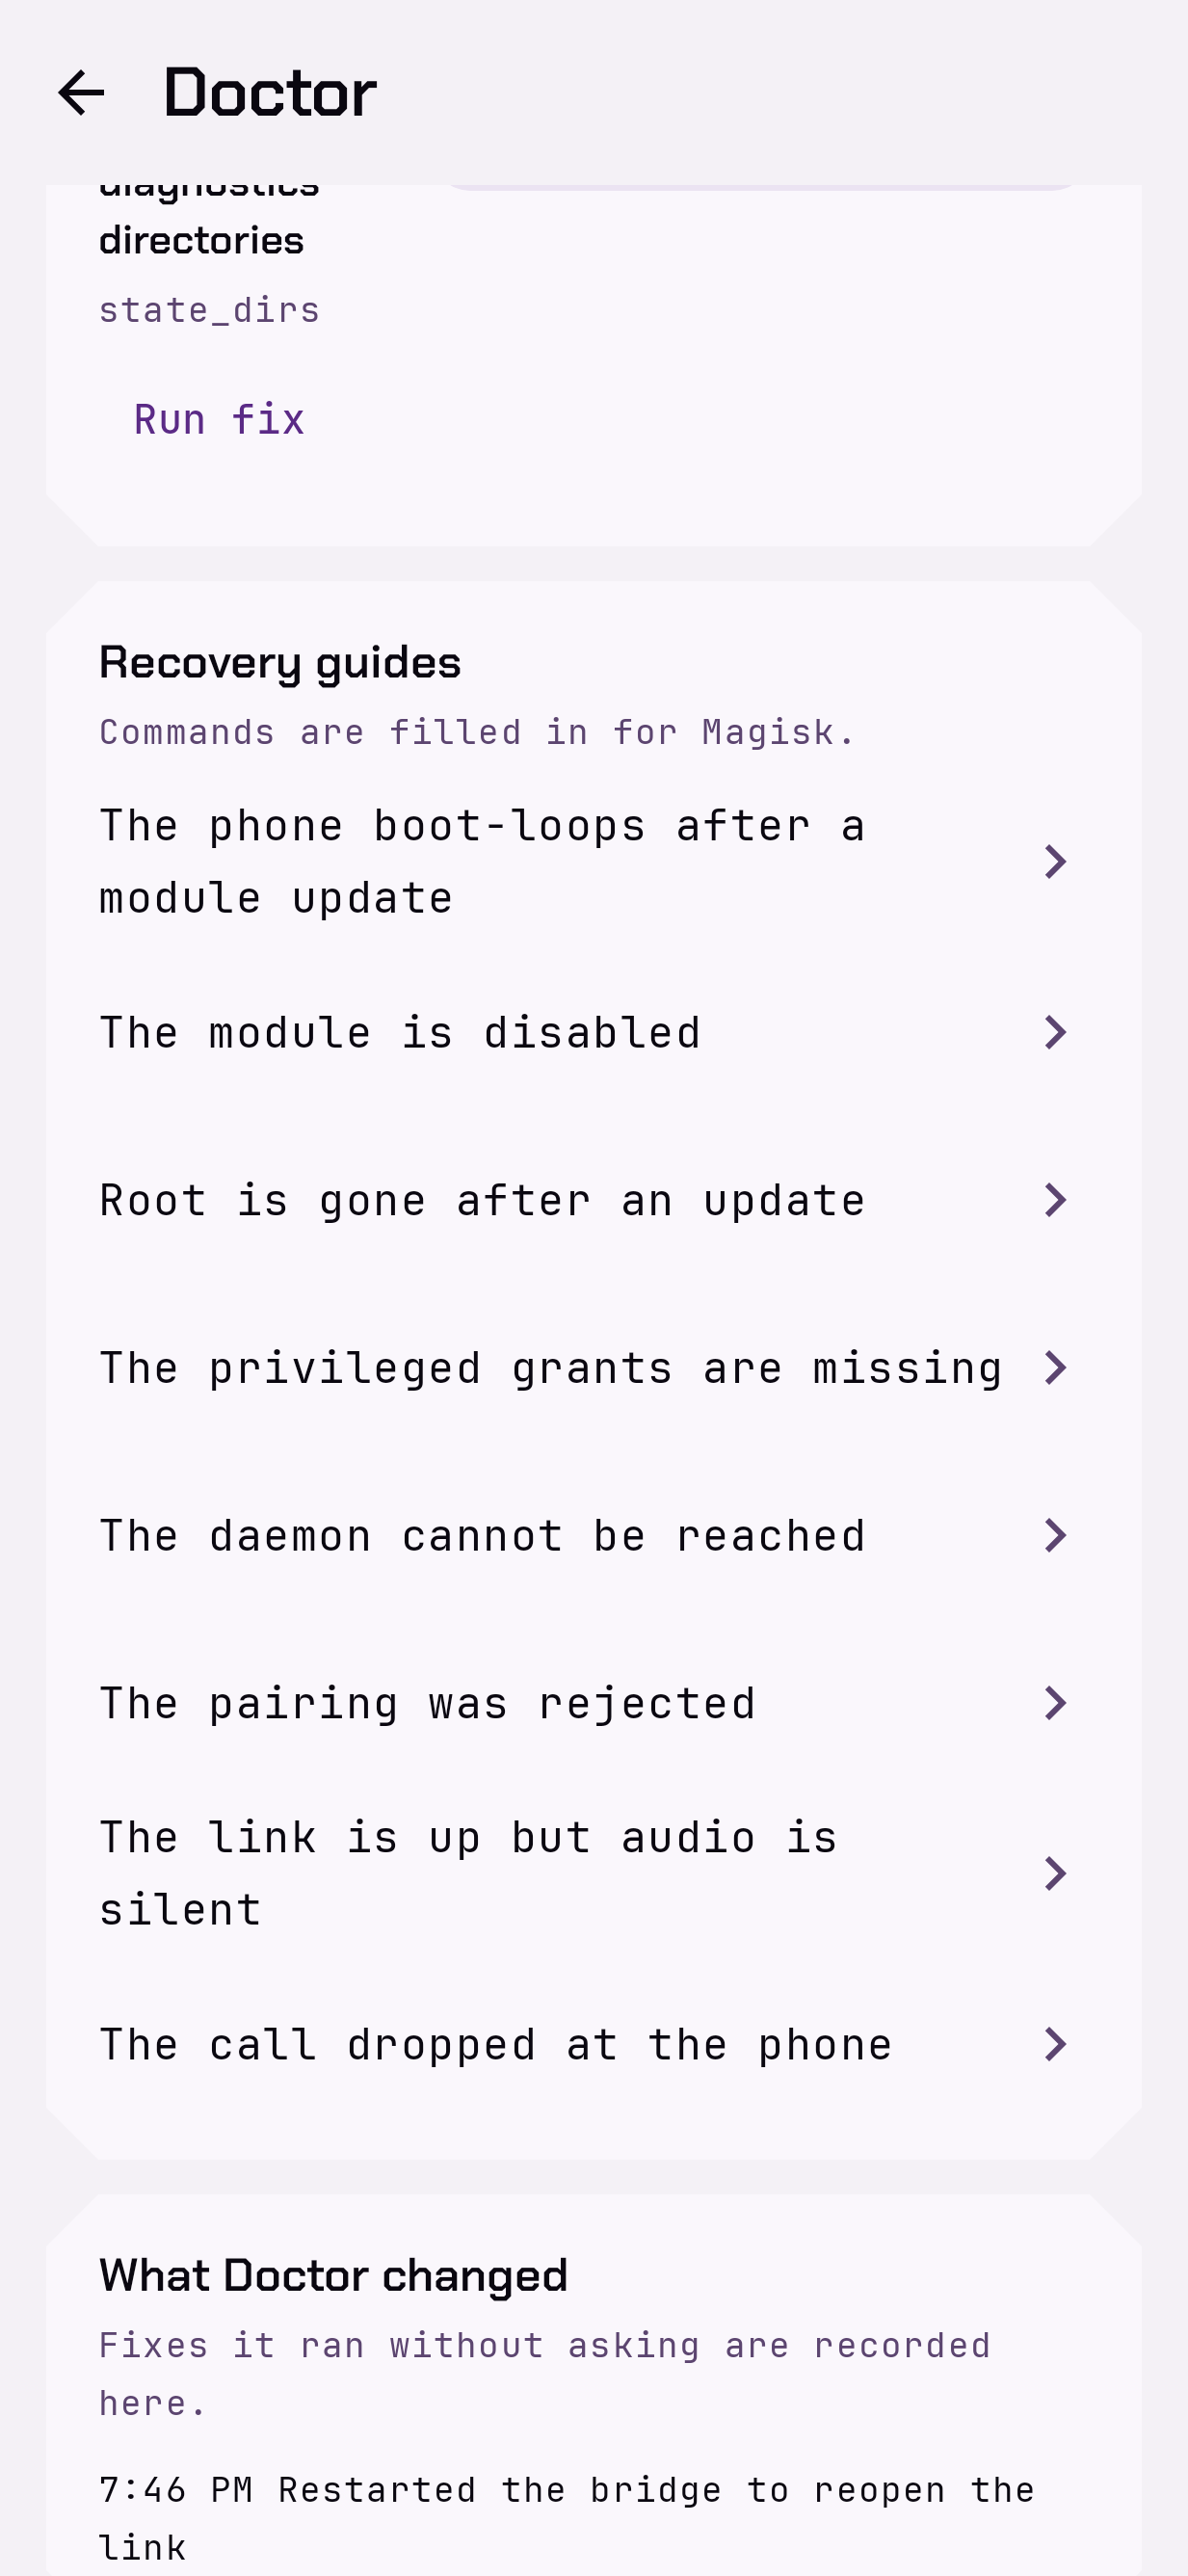 Doctor
diagnostics
directories
state_dirs
Run fix
Recovery guides
Commands are filled in for Magisk.
The phone boot-loops after a
module update
The module is disabled
Root is gone after an update
The privileged grants are missing
The daemon cannot be reached
The pairing was rejected
The link is up but audio is
silent
The call dropped at the phone
What Doctor changed
Fixes it ran without asking are recorded
here.
7:46 PM Restarted the bridge to reopen the
link